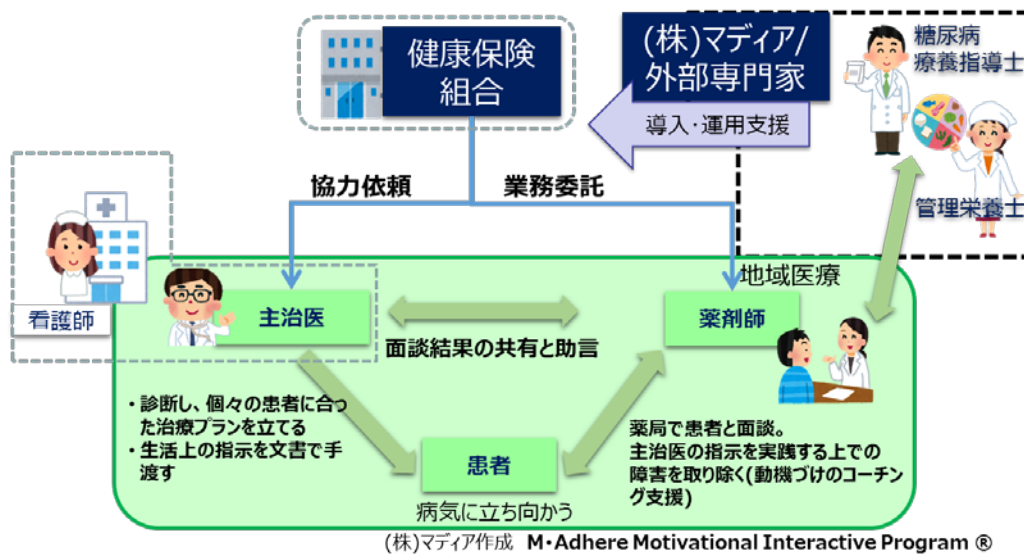 健康保険
組合
(株)マディア/
外部専門家
導入・運用支援
糖尿病
療養指導士
管理栄養士
協力依頼
業務委託
看護師
地域医療
主治医
薬剤師
面談結果の共有と助言
・診断し、個々の患者に合っ
た治療プランを立てる
・生活上の指示を文書で手
渡す
患者
病気に立ち向かう
薬局で患者と面談。
主治医の指示を実践する上での
障害を取り除く(動機づけのコーチン
グ支援)
(株)マディア作成 M・Adhere Motivational Interactive Program ®